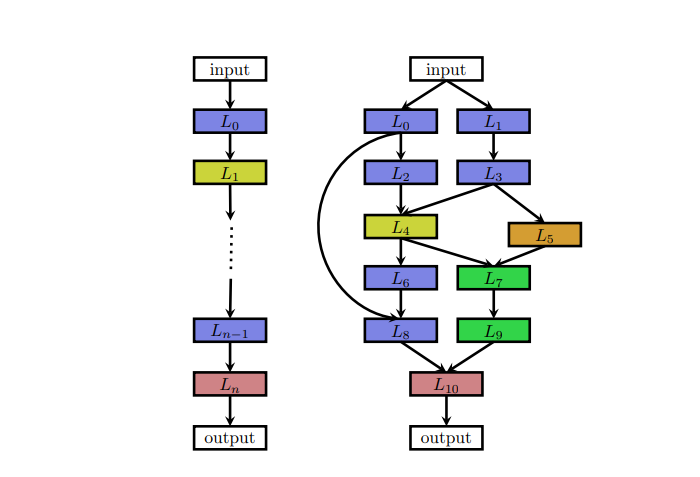 input
L₀
L₁
Lₙ₋₁
Lₙ
output
input
L₀ L₁
L₂ L₃
L₄
L₅
L₆ L₇
L₈ L₉
L₁₀
output